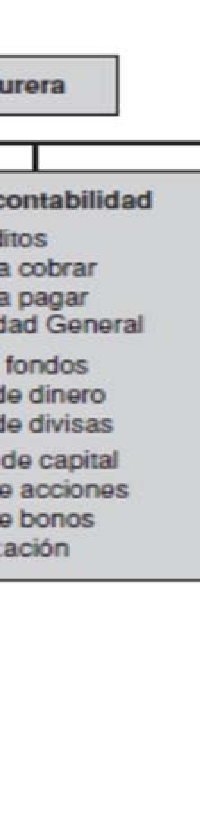 urera
contabilidad
ditos
a cobrar
a pagar
dad General
fondos
de dinero
de divisas
de capital
e acciones
e bonos
tación